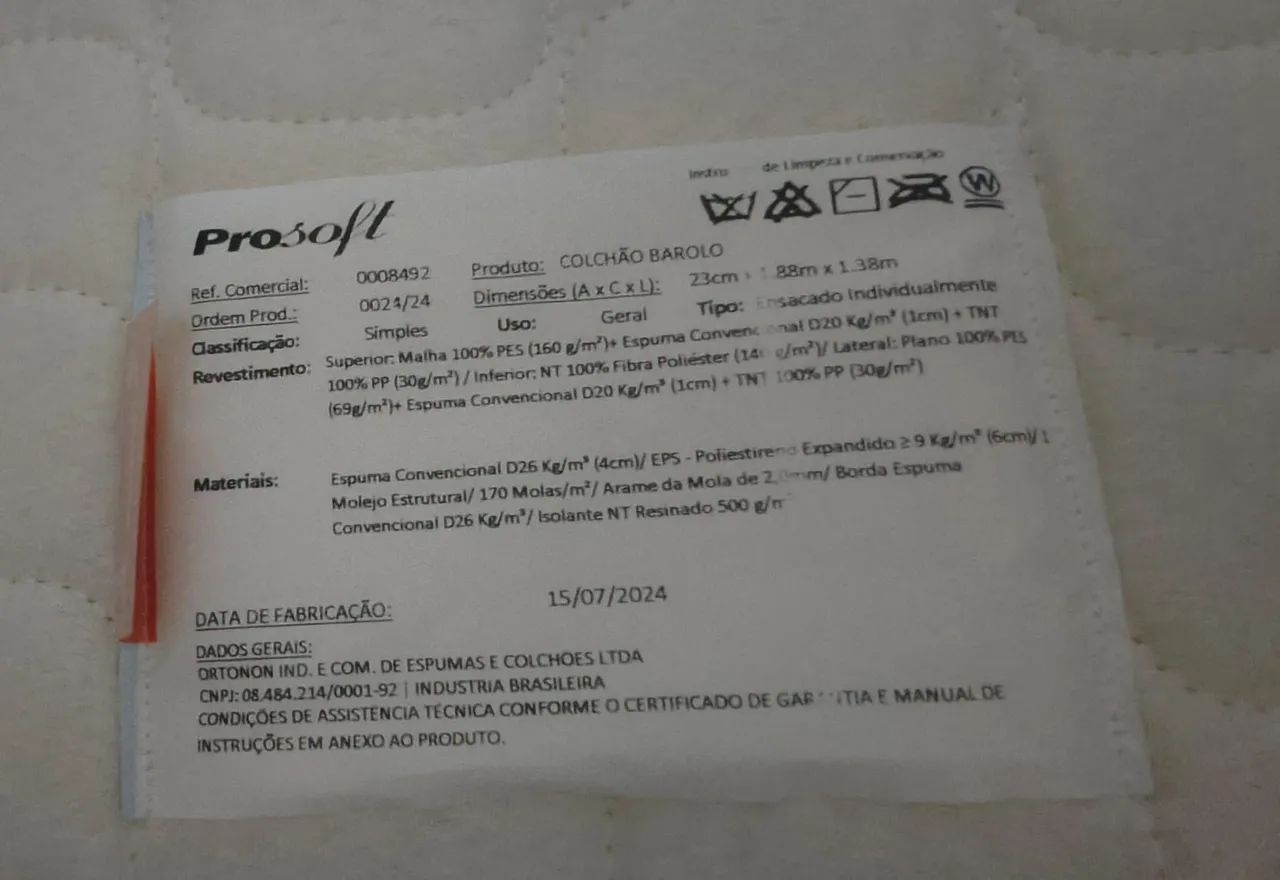 de Limpeza e Conservação
Prosoft
W
Ref. Comercial: 0008492 Produto: COLCHÃO BAROLO
Ordem Prod.: 0024/24 Dimensões (A x C x L): 23cm x 1.88m x 1.38m
Classificação: Simples Uso: Geral Tipo: Ensacado Individualmente
Revestimento: Superior: Malha 100% PES (160 g/m²)+ Espuma Convencional D20 Kg/m³ (1cm) + TNT
100% PP (30g/m²) / Inferior: NT 100% Fibra Poliéster ( g/m²)/ Lateral: Plano 100% PES
(69g/m²)+ Espuma Convencional D20 Kg/m³ (1cm) + TNT 100% PP (30g/m²)
Materiais: Espuma Convencional D26 Kg/m³ (4cm)/ EPS - Poliestireno Expandido ≥ 9 Kg/m³ (6cm)/ 1
Molejo Estrutural/ 170 Molas/m²/ Arame da Mola de mm/ Borda Espuma
Convencional D26 Kg/m³/ Isolante NT Resinado 500 g/m
DATA DE FABRICAÇÃO: 15/07/2024
DADOS GERAIS:
ORTONON IND. E COM. DE ESPUMAS E COLCHOES LTDA
CNPJ: 08.484.214/0001-92 | INDUSTRIA BRASILEIRA
CONDIÇÕES DE ASSISTENCIA TÉCNICA CONFORME O CERTIFICADO DE GARANTIA E MANUAL DE
INSTRUÇÕES EM ANEXO AO PRODUTO.